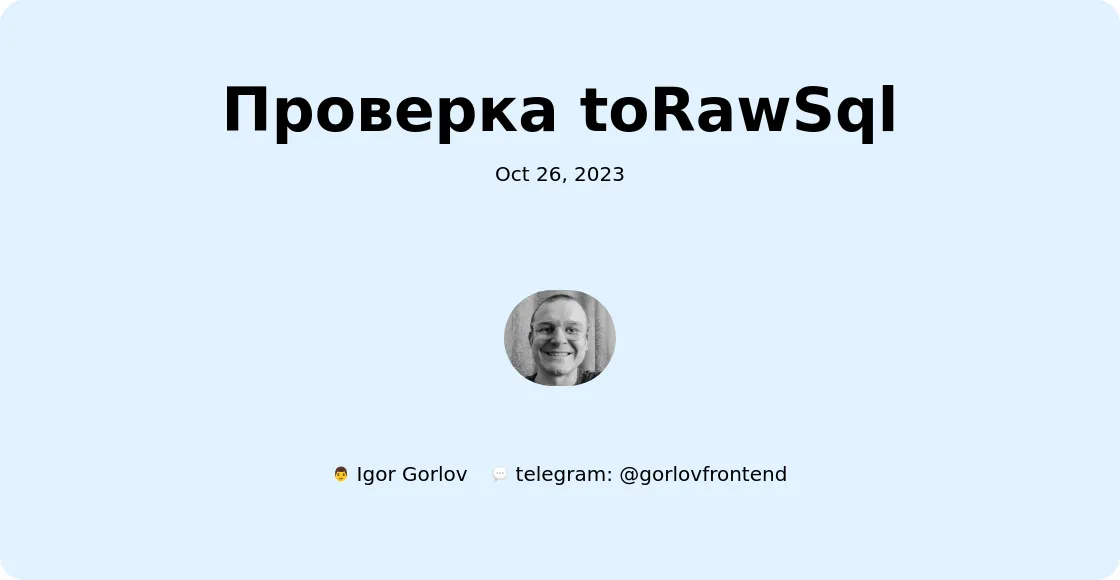 Проверка toRawSql
Oct 26, 2023
👨 Igor Gorlov 💬 telegram: @gorlovfrontend